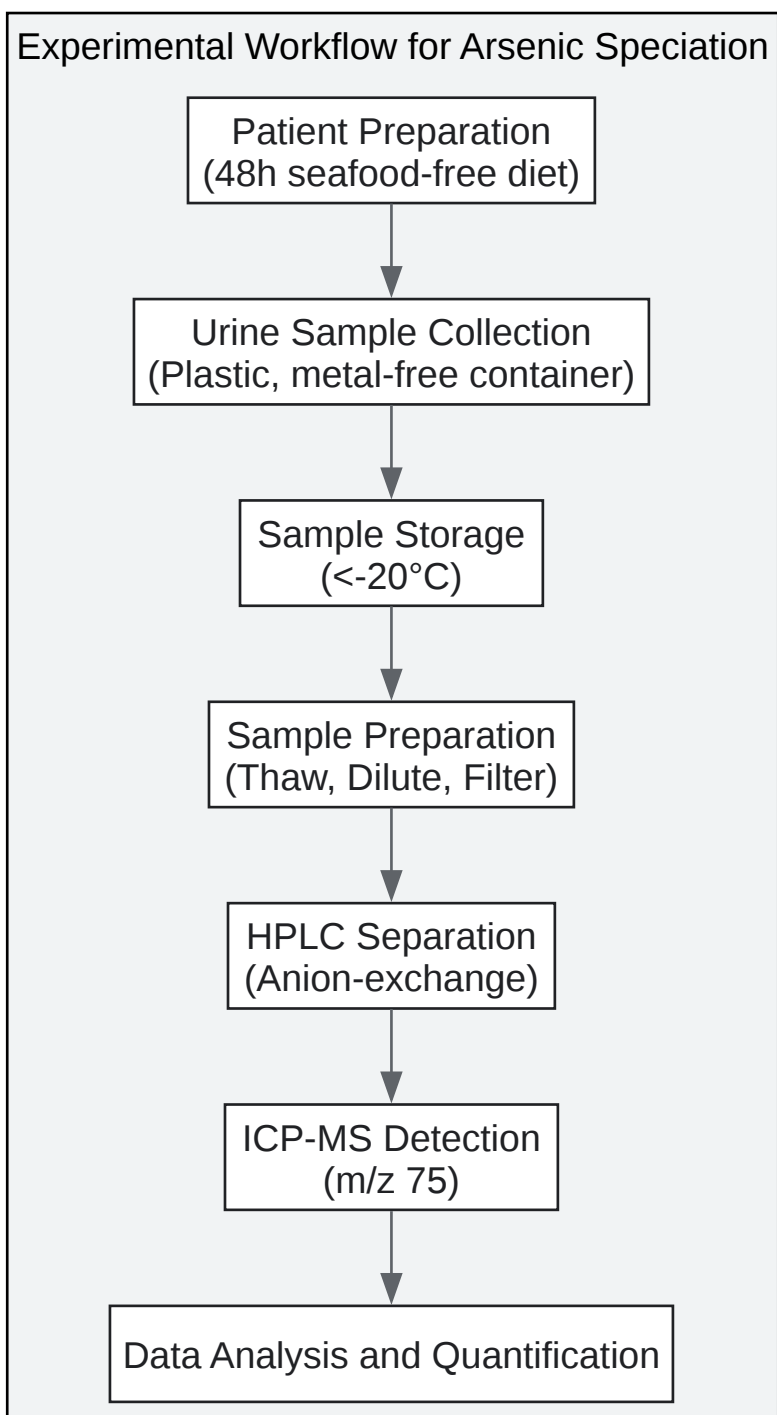 Experimental Workflow for Arsenic Speciation
Patient Preparation
(48h seafood-free diet)
Urine Sample Collection
(Plastic, metal-free container)
Sample Storage
(<-20°C)
Sample Preparation
(Thaw, Dilute, Filter)
HPLC Separation
(Anion-exchange)
ICP-MS Detection
(m/z 75)
Data Analysis and Quantification